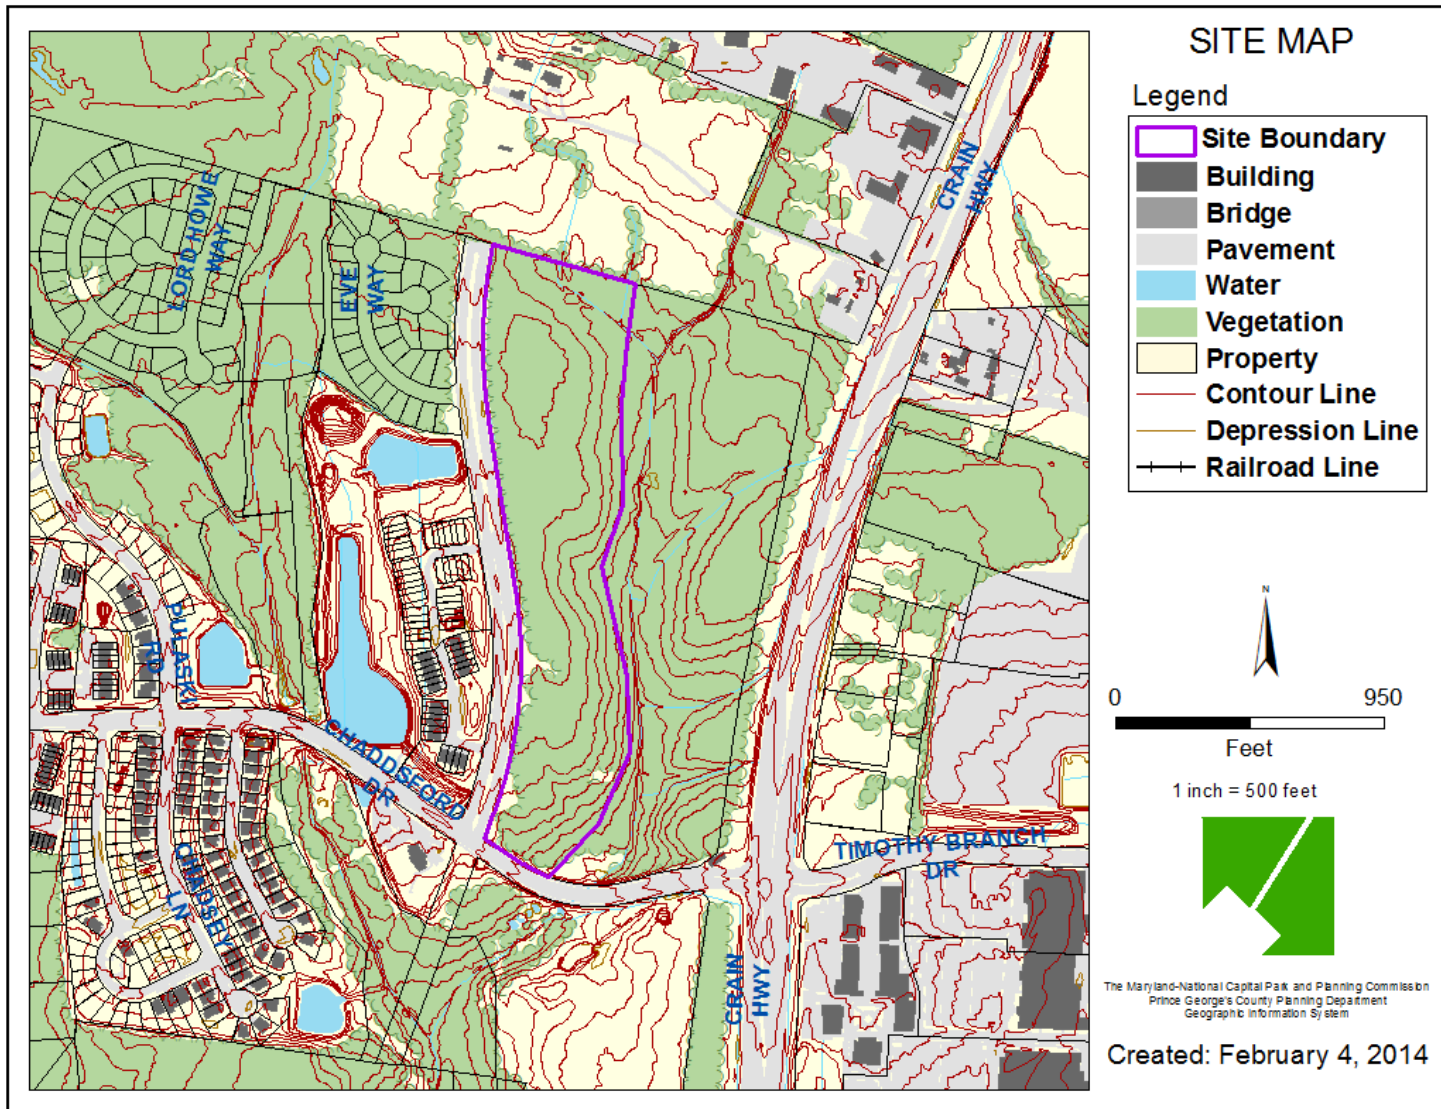 SITE MAP
Legend
Site Boundary
Building
Bridge
Pavement
Water
Vegetation
Property
Contour Line
Depression Line
Railroad Line
N
0 950
Feet
1 inch = 500 feet
The Maryland-National Capital Park and Planning Commission
Prince George's County Planning Department
Geographic Information System
Created: February 4, 2014
CRAIN
HWY
LORD HOWE
WAY
EVE
WAY
PULASKI
RD
CHADDSFORD
DR
TIMOTHY BRANCH
DR
CHADSEY
LN
CRAIN
HWY